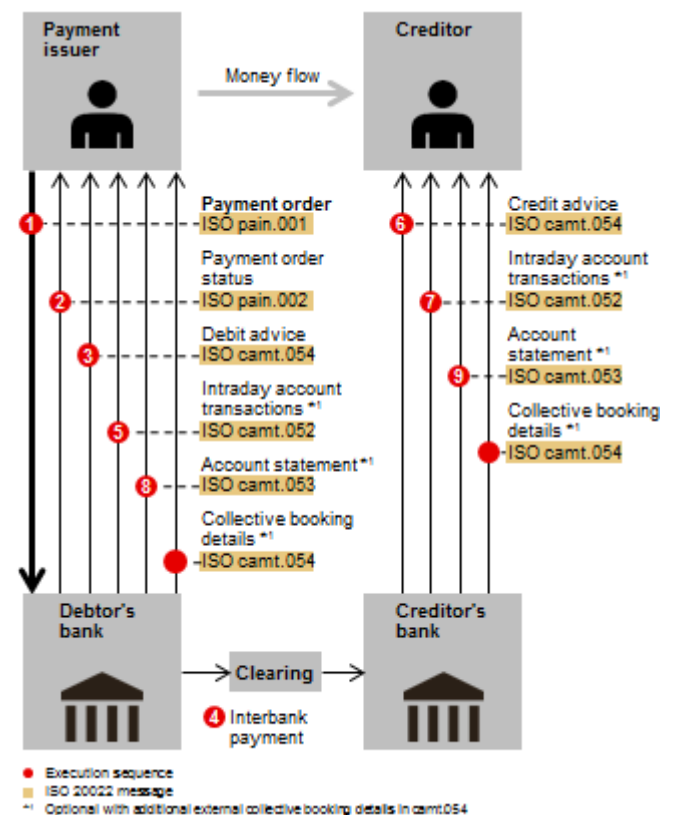 Payment
issuer
Creditor
Money flow
1
Payment order
ISO pain.001
Payment order
status
2
ISO pain.002
Debit advice
3
ISO camt.054
Intraday account
transactions *1
5
ISO camt.052
Account statement *1
8
ISO camt.053
Collective booking
details *1
ISO camt.054
Credit advice
6
ISO camt.054
Intraday account
transactions *1
7
ISO camt.052
Account
statement *1
9
ISO camt.053
Collective booking
details *1
ISO camt.054
Debtor's
bank
Clearing
Creditor's
bank
4 Interbank
payment
Execution sequence
ISO 20022 message
*1 Optional with additional external collective booking details in camt.054